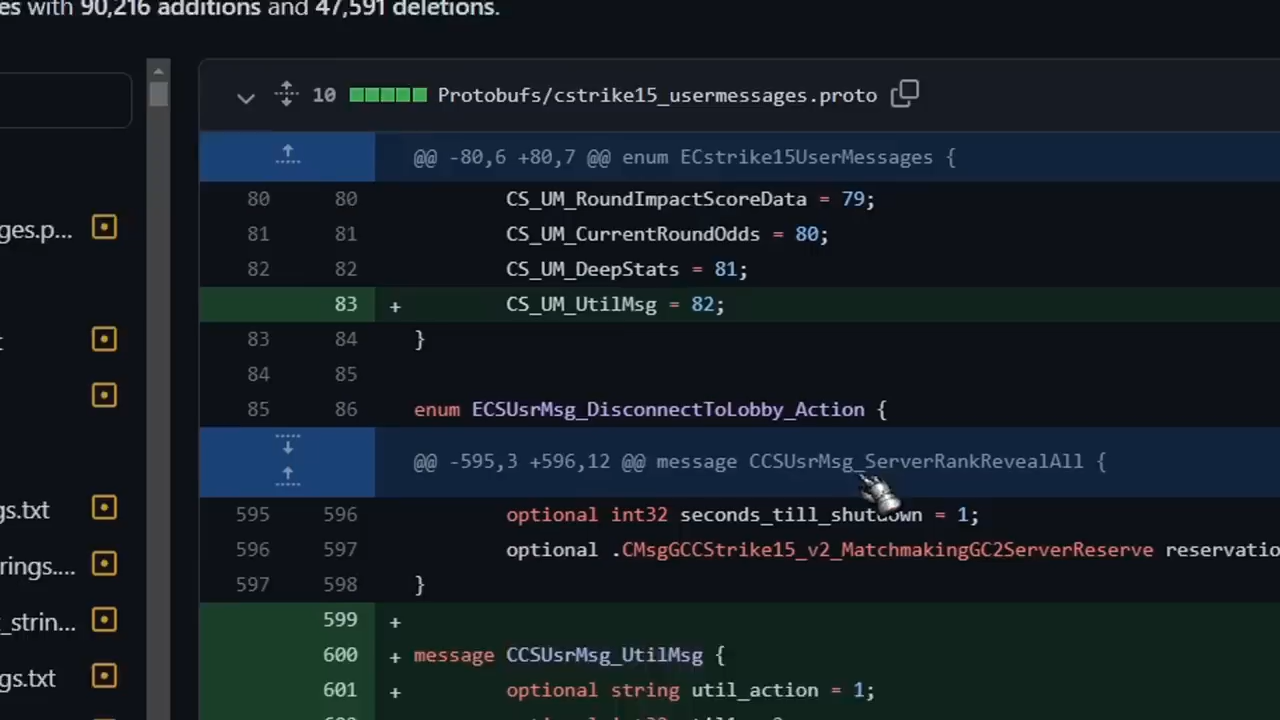 es with 90,216 additions and 47,591 deletions.
10 Protobufs/cstrike15_usermessages.proto
@@ -80,6 +80,7 @@ enum ECstrike15UserMessages {
80 80 CS_UM_RoundImpactScoreData = 79;
81 81 CS_UM_CurrentRoundOdds = 80;
ges.p...
82 82 CS_UM_DeepStats = 81;
83 + CS_UM_UtilMsg = 82;
83 84 }
84 85
85 86 enum ECSUsrMsg_DisconnectToLobby_Action {
@@ -595,3 +596,12 @@ message CCSUsrMsg_ServerRankRevealAll {
gs.txt
595 596 optional int32 seconds_till_shutdown = 1;
596 597 optional .CMsgGCCStrike15_v2_MatchmakingGC2ServerReserve reservatio
rings....
597 598 }
599 +
_strin...
600 + message CCSUsrMsg_UtilMsg {
gs.txt
601 + optional string util_action = 1;